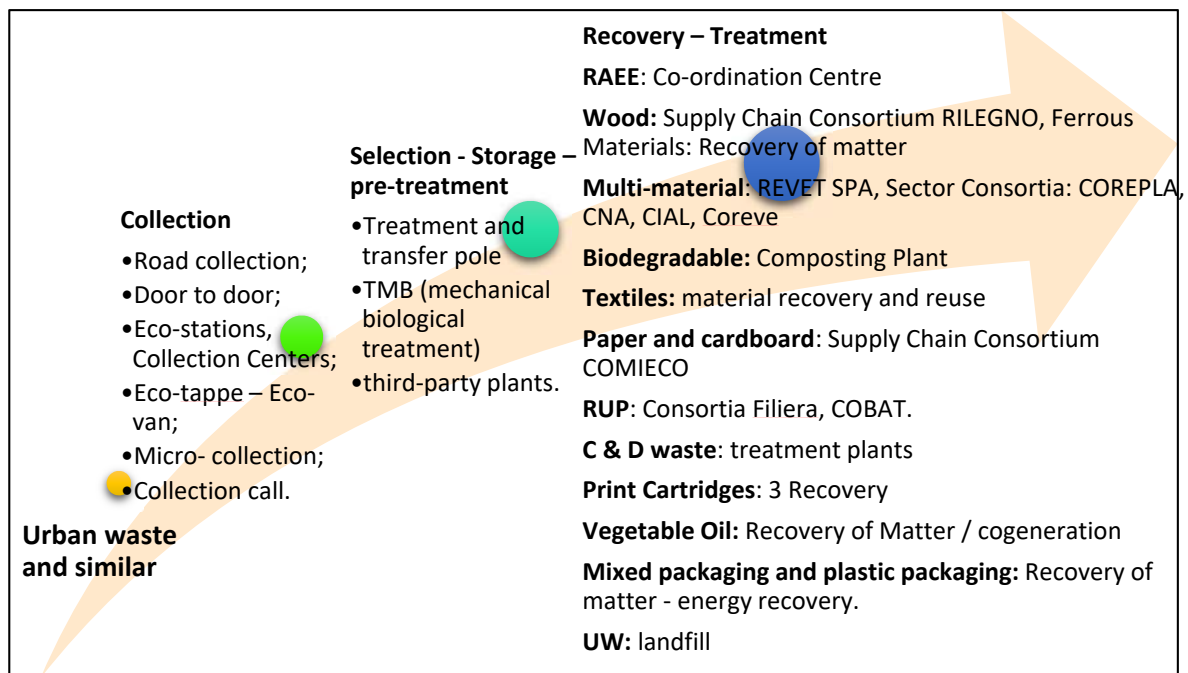 Urban waste
and similar
Collection
•Road collection;
•Door to door;
•Eco-stations,
Collection Centers;
•Eco-tappe – Eco-
van;
•Micro- collection;
•Collection call.
Selection - Storage –
pre-treatment
•Treatment and
transfer pole
•TMB (mechanical
biological
treatment)
•third-party plants.
Recovery – Treatment
RAEE: Co-ordination Centre
Wood: Supply Chain Consortium RILEGNO, Ferrous
Materials: Recovery of matter
Multi-material: REVET SPA, Sector Consortia: COREPLA,
CNA, CIAL, Coreve
Biodegradable: Composting Plant
Textiles: material recovery and reuse
Paper and cardboard: Supply Chain Consortium
COMIECO
RUP: Consortia Filiera, COBAT.
C & D waste: treatment plants
Print Cartridges: 3 Recovery
Vegetable Oil: Recovery of Matter / cogeneration
Mixed packaging and plastic packaging: Recovery of
matter - energy recovery.
UW: landfill